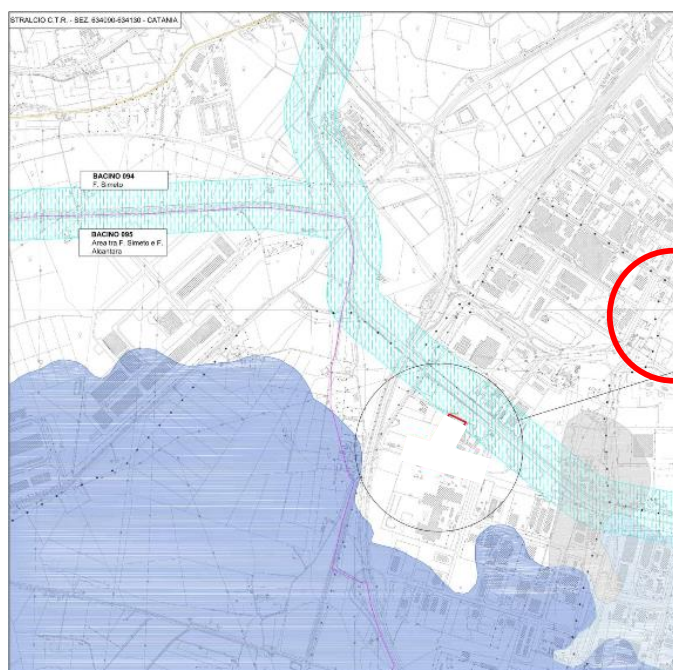 STRALCIO C.T.R. - SEZ. 634090-634130 - CATANIA
BACINO 094
F. Simeto
BACINO 095
Area tra F. Simeto e F.
Alcantara